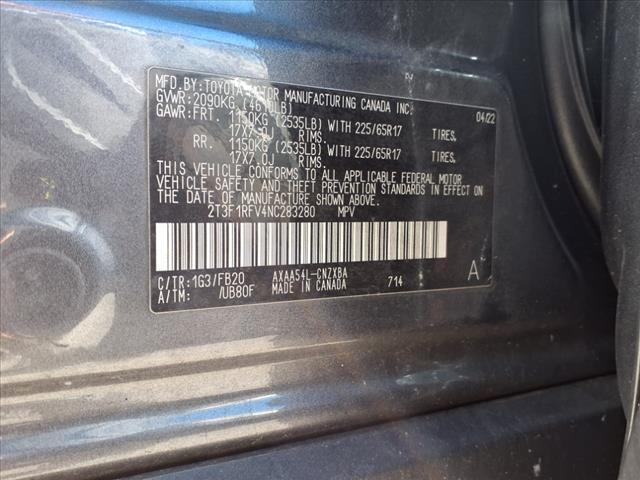 MFD.BY:TOYOTA MOTOR MANUFACTURING CANADA INC. 04/22
GVWR:2090KG (4610LB)
GAWR:FRT. 1150KG (2535LB) WITH 225/65R17 TIRES,
17X7.0J RIMS.
RR. 1150KG (2535LB) WITH 225/65R17 TIRES,
17X7.0J RIMS.
THIS VEHICLE CONFORMS TO ALL APPLICABLE FEDERAL MOTOR
VEHICLE SAFETY AND THEFT PREVENTION STANDARDS IN EFFECT ON
THE DATE OF MANUFACTURE SHOWN ABOVE.
2T3F1RFV4NC283280 MPV
C/TR:1G3/FB20 AXAA54L-CNZXBA 714 A
A/TM: /UB80F MADE IN CANADA